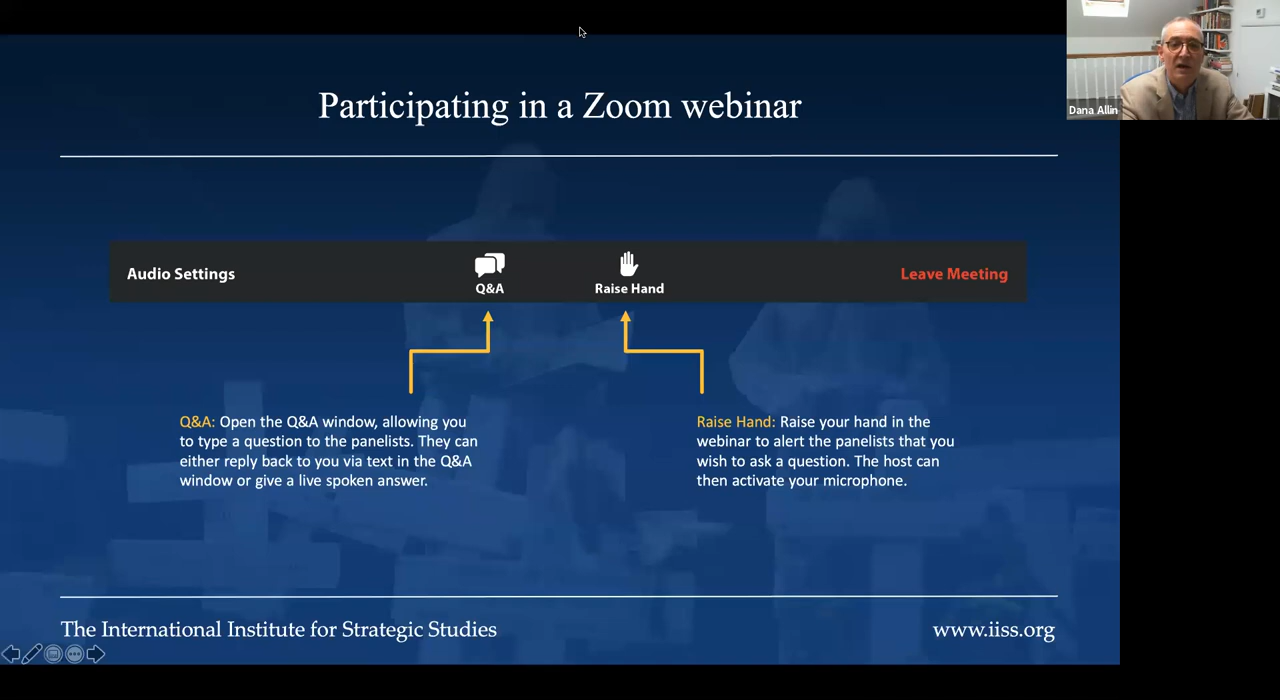 Participating in a Zoom webinar
Dana Allin
Audio Settings
Q&A
Raise Hand
Leave Meeting
Q&A: Open the Q&A window, allowing you
to type a question to the panelists. They can
either reply back to you via text in the Q&A
window or give a live spoken answer.
Raise Hand: Raise your hand in the
webinar to alert the panelists that you
wish to ask a question. The host can
then activate your microphone.
The International Institute for Strategic Studies
www.iiss.org